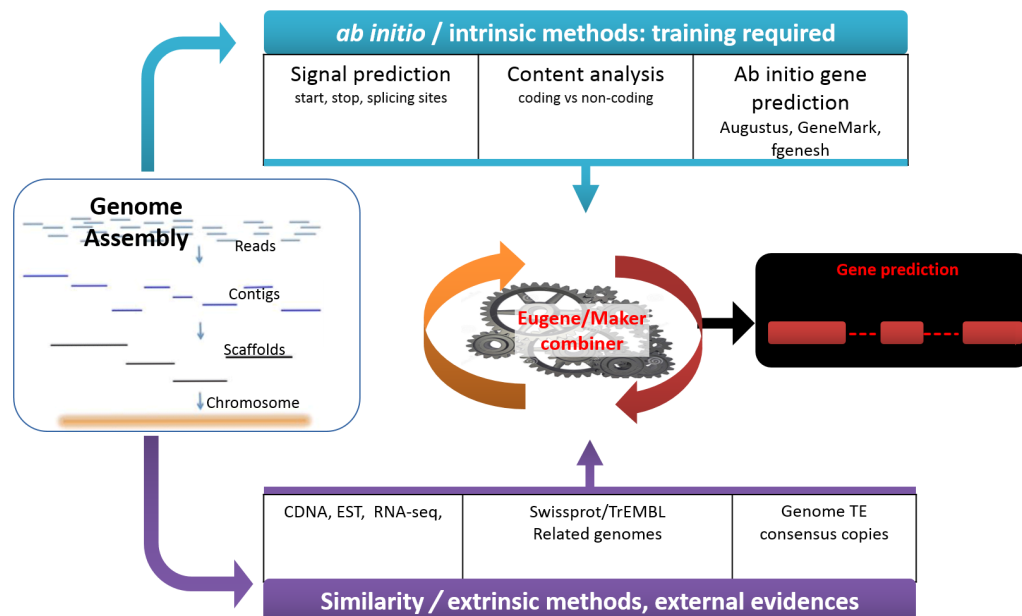 ab initio / intrinsic methods: training required
Signal prediction
start, stop, splicing sites
Content analysis
coding vs non-coding
Ab initio gene
prediction
Augustus, GeneMark,
fgenesh
Genome
Assembly
Reads
Contigs
Scaffolds
Chromosome
Eugene/Maker
combiner
Gene prediction
CDNA, EST, RNA-seq,
Swissprot/TrEMBL
Related genomes
Genome TE
consensus copies
Similarity / extrinsic methods, external evidences